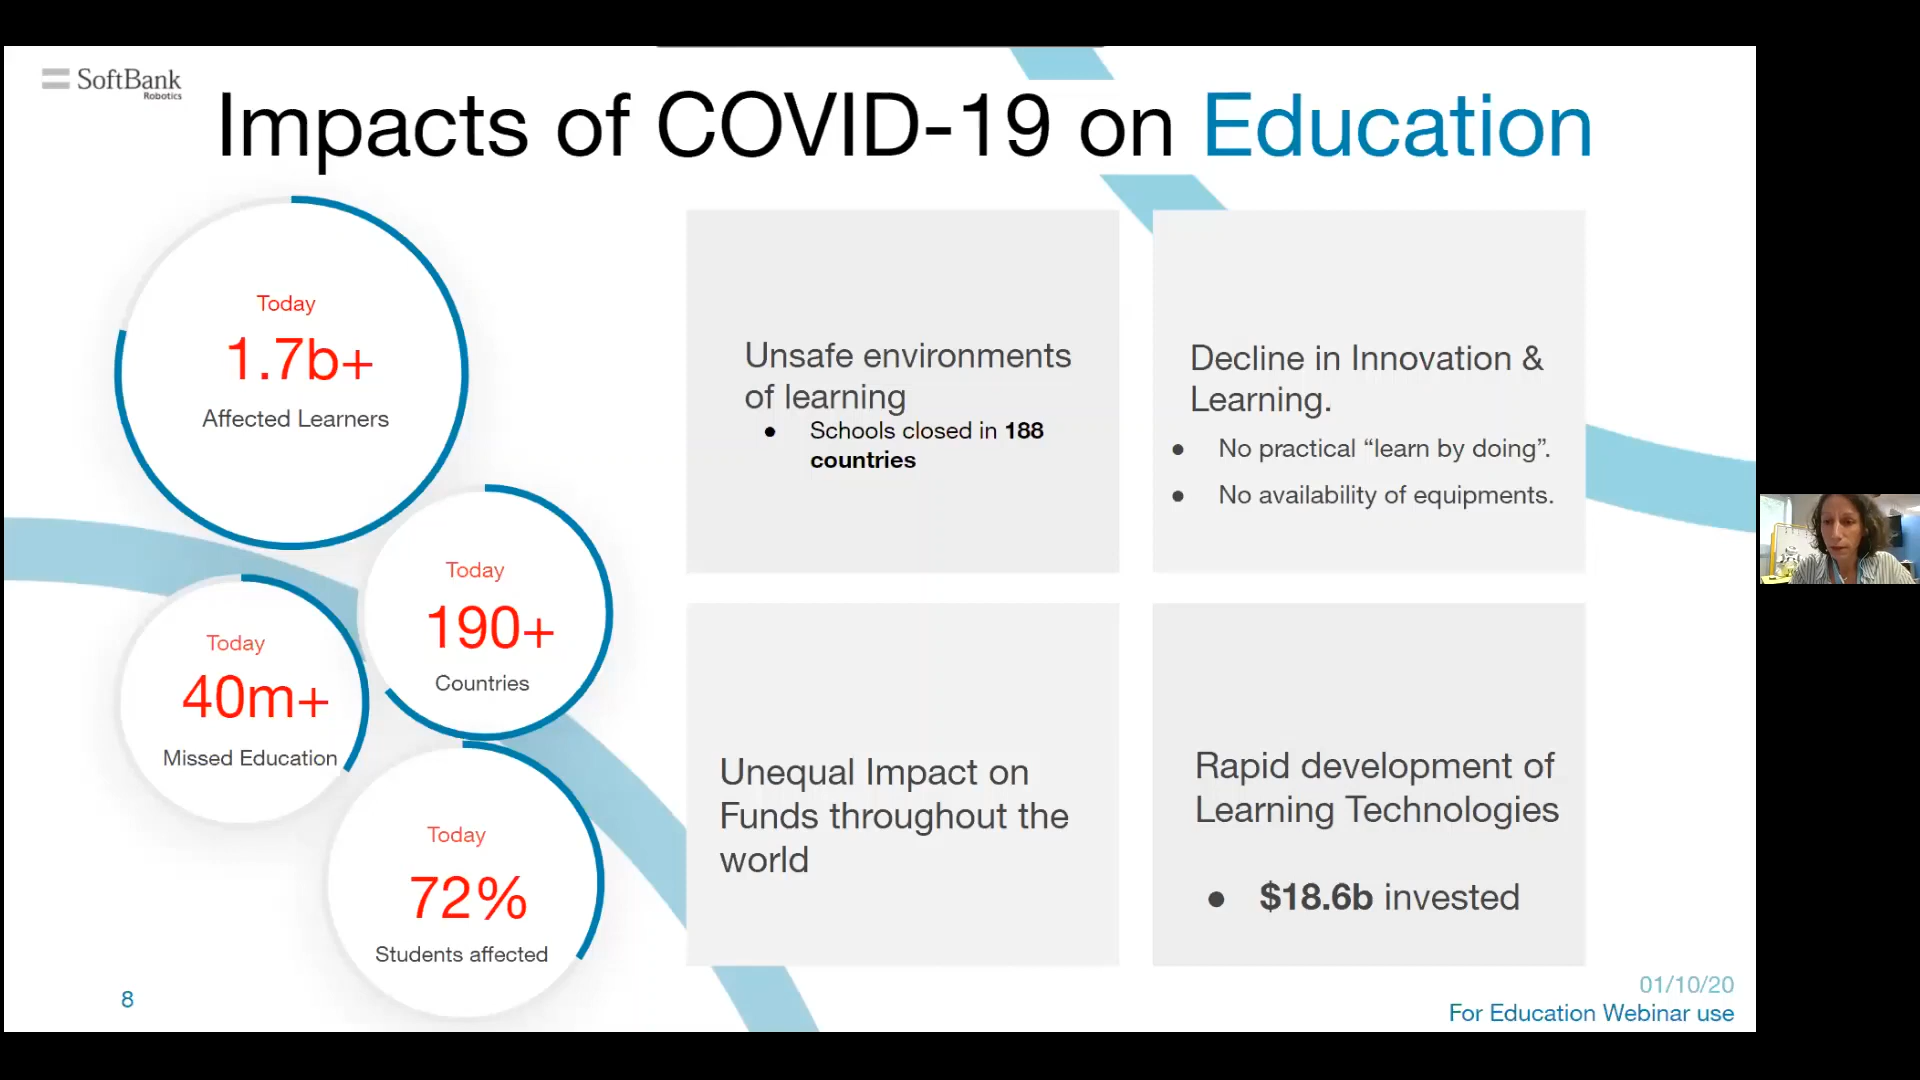 SoftBank
Robotics
Impacts of COVID-19 on Education
Today
1.7b+
Affected Learners
Today
190+
Countries
Today
40m+
Missed Education
Today
72%
Students affected
Unsafe environments
of learning
● Schools closed in 188
countries
Decline in Innovation &
Learning.
● No practical “learn by doing”.
● No availability of equipments.
Unequal Impact on
Funds throughout the
world
Rapid development of
Learning Technologies
● $18.6b invested
8
01/10/20
For Education Webinar use